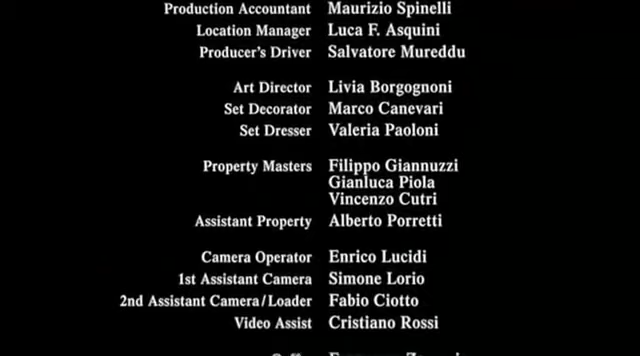 Production Accountant Maurizio Spinelli
Location Manager Luca F. Asquini
Producer's Driver Salvatore Mureddu
Art Director Livia Borgognoni
Set Decorator Marco Canevari
Set Dresser Valeria Paoloni
Property Masters Filippo Giannuzzi
Gianluca Piola
Vincenzo Cutri
Assistant Property Alberto Porretti
Camera Operator Enrico Lucidi
1st Assistant Camera Simone Lorio
2nd Assistant Camera/Loader Fabio Ciotto
Video Assist Cristiano Rossi